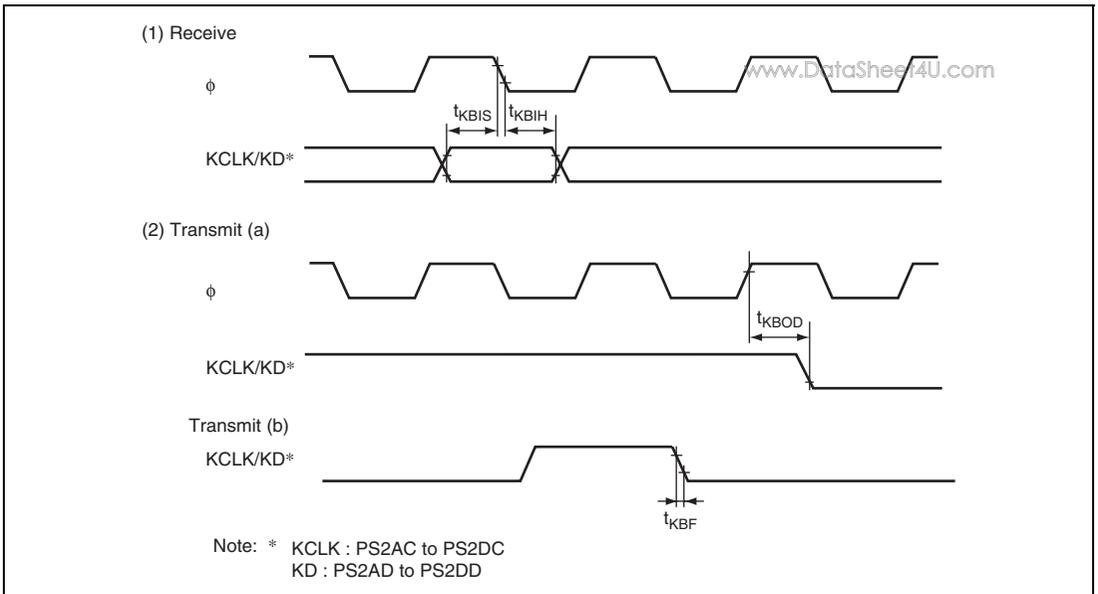 (1) Receive
www.DataSheet4U.com
ϕ
tKBIS tKBIH
KCLK/KD*
(2) Transmit (a)
ϕ
tKBOD
KCLK/KD*
Transmit (b)
KCLK/KD*
tKBF
Note: * KCLK : PS2AC to PS2DC
KD : PS2AD to PS2DD